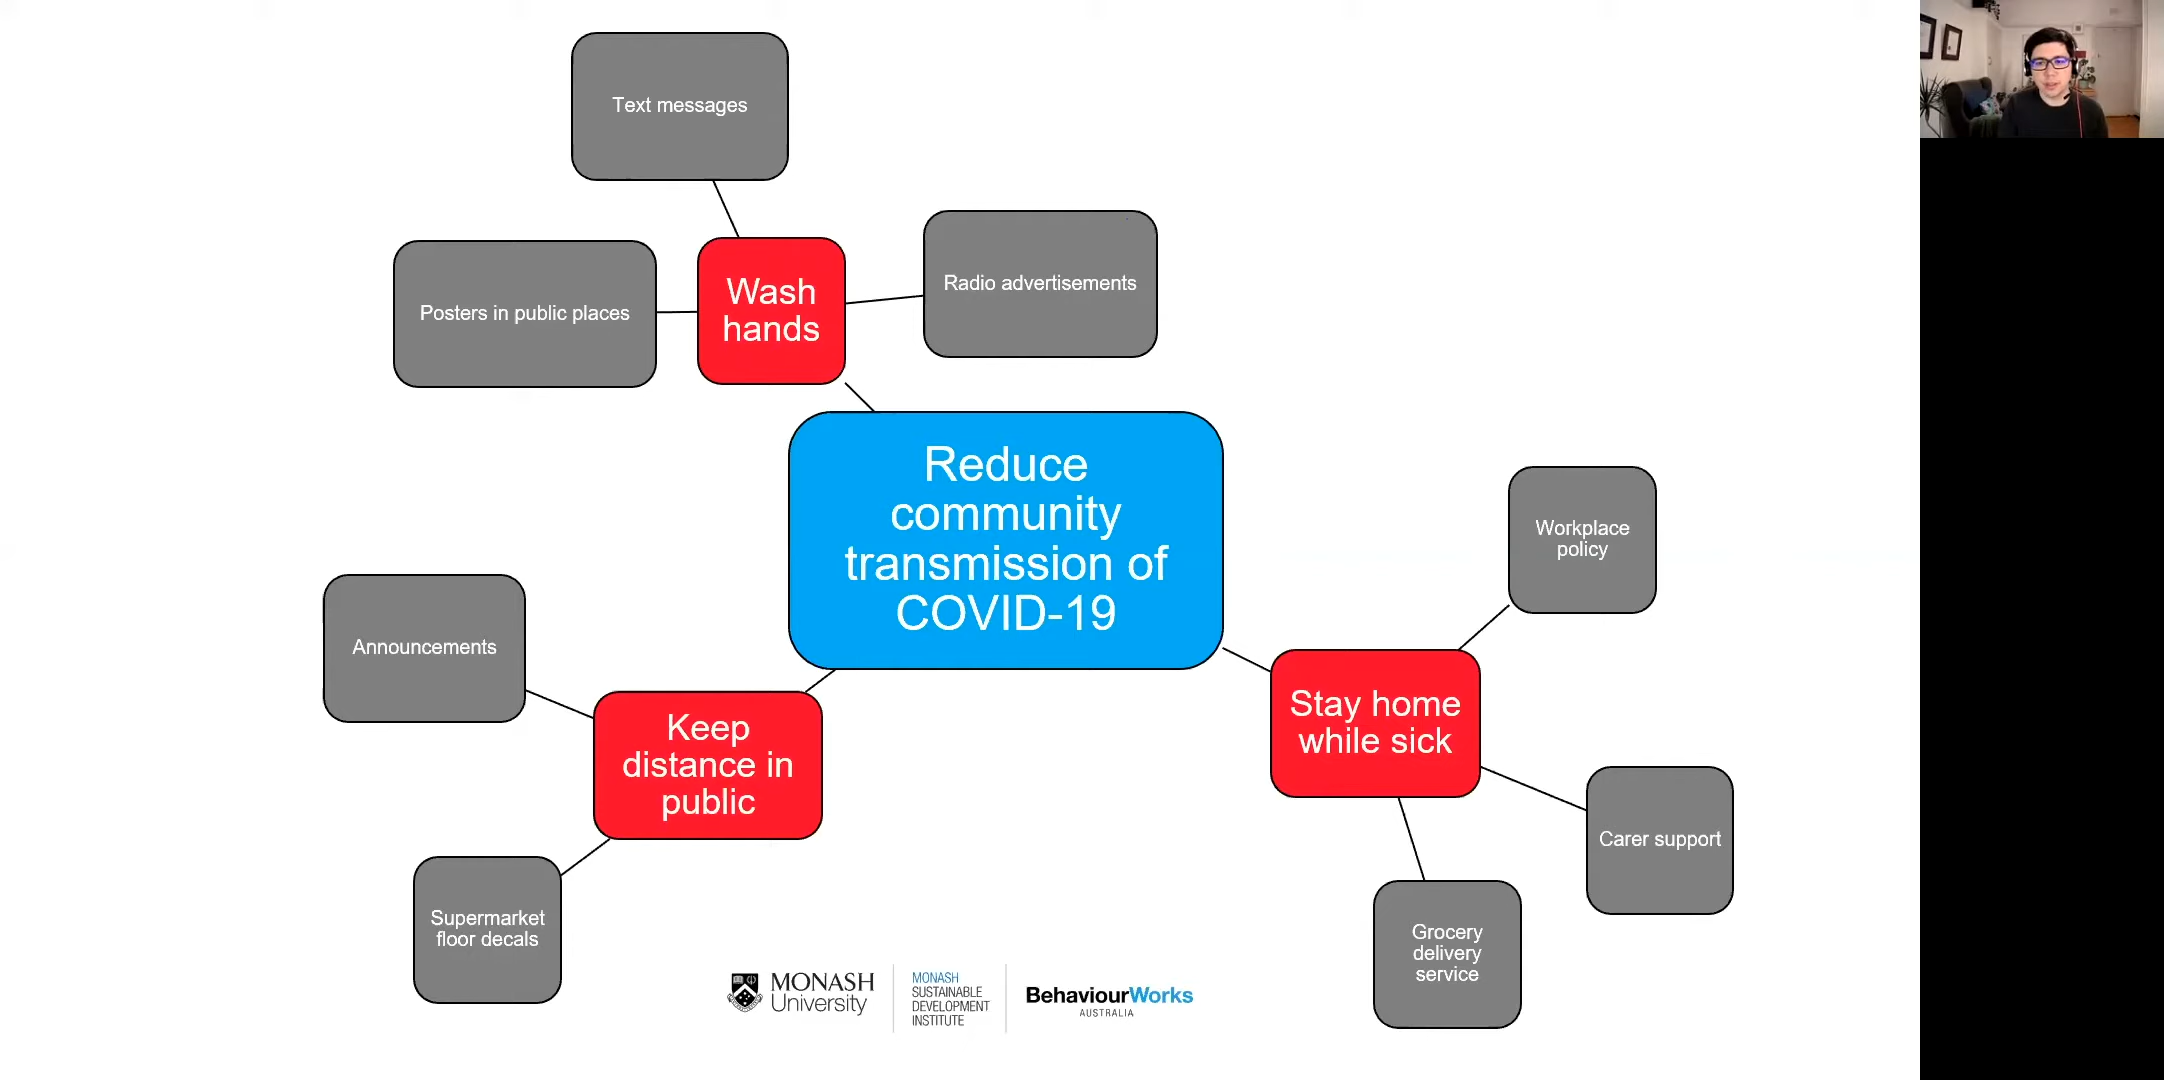 Text messages
Radio advertisements
Posters in public places
Wash
hands
Reduce
community
transmission of
COVID-19
Workplace
policy
Announcements
Keep
distance in
public
Stay home
while sick
Carer support
Supermarket
floor decals
Grocery
delivery
service
MONASH
University
MONASH
SUSTAINABLE
DEVELOPMENT
INSTITUTE
BehaviourWorks
AUSTRALIA